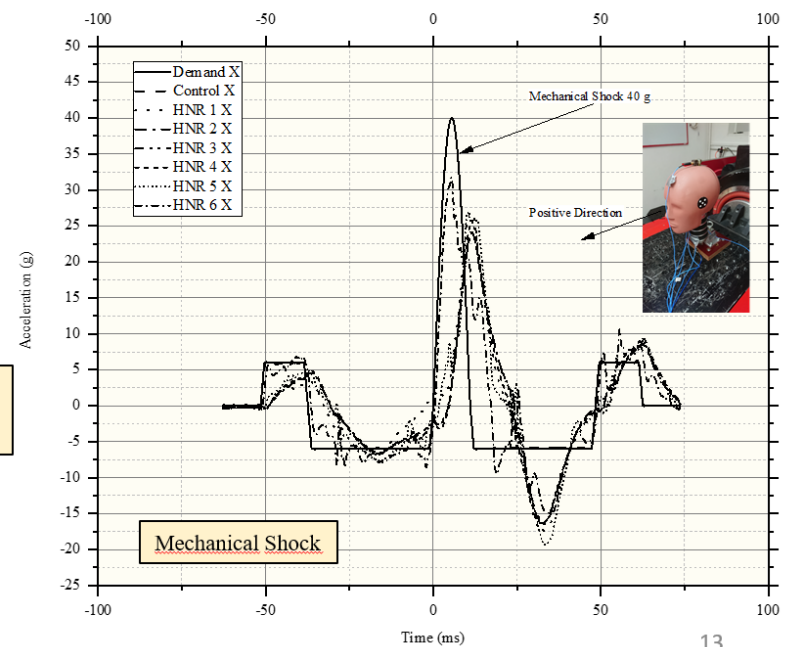 -100 -50 0 50 100
50
45
40
35
30
25
20
15
10
5
0
-5
-10
-15
-20
-25
Acceleration (g)
Demand X
Control X
HNR 1 X
HNR 2 X
HNR 3 X
HNR 4 X
HNR 5 X
HNR 6 X
Mechanical Shock 40 g
Positive Direction
Mechanical Shock
-100 -50 0 50 100
Time (ms)
13